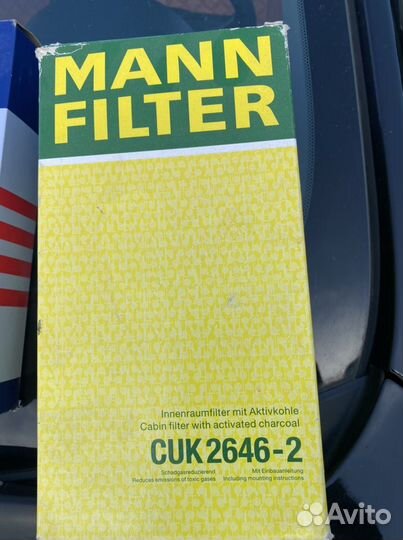 MANN
FILTER
Innenraumfilter mit Aktivkohle
Cabin filter with activated charcoal
CUK 2646-2
Schadgasreduzierend
Reduces emissions of toxic gases
Mit Einbauanleitung
Including mounting instructions
Avito